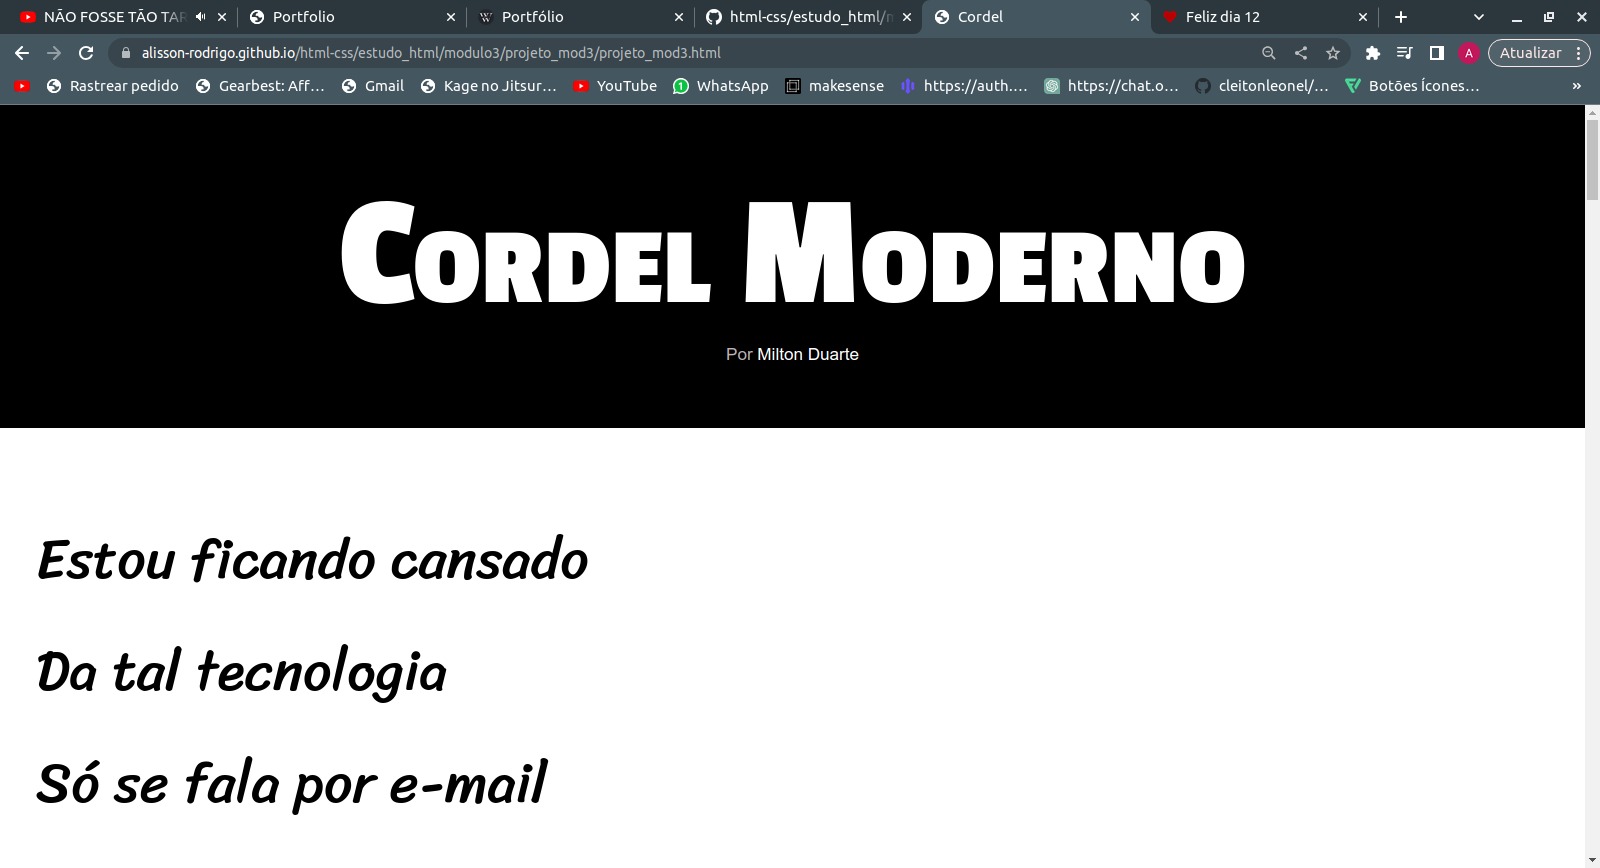 NÃO FOSSE TÃO TAR
Portfolio
Portfólio
html-css/estudo_html/m
Cordel
Feliz dia 12
alisson-rodrigo.github.io/html-css/estudo_html/modulo3/projeto_mod3/projeto_mod3.html
A
Atualizar
Rastrear pedido
Gearbest: Aff...
Gmail
Kage no Jitsur...
YouTube
1
WhatsApp
makesense
https://auth....
https://chat.o...
cleitonleonel/...
Botões Ícones...
»
Cordel Moderno
Por Milton Duarte
Estou ficando cansado
Da tal tecnologia
Só se fala por e-mail